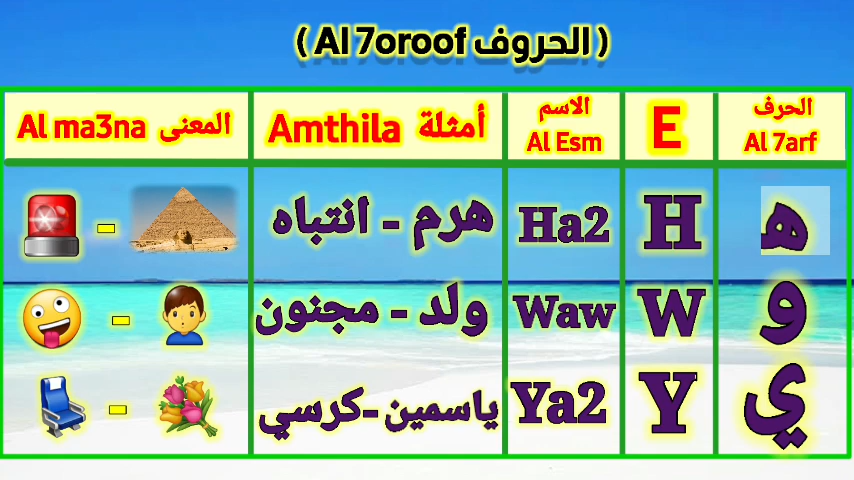 ( الحروف Al 7oroof )
الحرف Al 7arf E الاسم Al Esm أمثلة Amthila المعنى Al ma3na
ه H Ha2 هرم - انتباه -
و W Waw ولد - مجنون -
ي Y Ya2 ياسمين - كرسي -